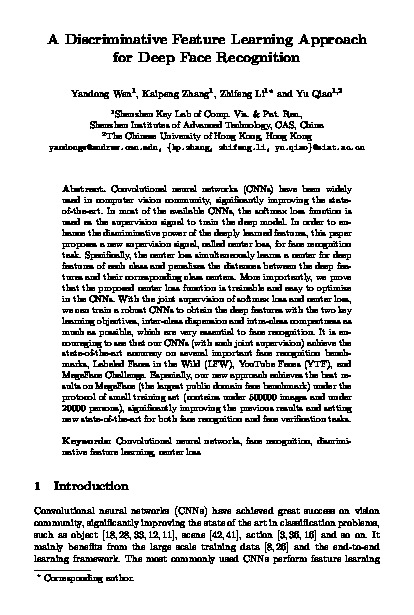 A Discriminative Feature Learning Approach
for Deep Face Recognition
Yandong Wen¹, Kaipeng Zhang¹, Zhifeng Li¹* and Yu Qiao¹,²
¹Shenzhen Key Lab of Comp. Vis. & Pat. Rec.,
Shenzhen Institutes of Advanced Technology, CAS, China
²The Chinese University of Hong Kong, Hong Kong
yandongw@andrew.cmu.edu, {kp.zhang, zhifeng.li, yu.qiao}@siat.ac.cn
Abstract. Convolutional neural networks (CNNs) have been widely
used in computer vision community, significantly improving the state-
of-the-art. In most of the available CNNs, the softmax loss function is
used as the supervision signal to train the deep model. In order to en-
hance the discriminative power of the deeply learned features, this paper
proposes a new supervision signal, called center loss, for face recognition
task. Specifically, the center loss simultaneously learns a center for deep
features of each class and penalizes the distances between the deep fea-
tures and their corresponding class centers. More importantly, we prove
that the proposed center loss function is trainable and easy to optimize
in the CNNs. With the joint supervision of softmax loss and center loss,
we can train a robust CNNs to obtain the deep features with the two key
learning objectives, inter-class dispension and intra-class compactness as
much as possible, which are very essential to face recognition. It is en-
couraging to see that our CNNs (with such joint supervision) achieve the
state-of-the-art accuracy on several important face recognition bench-
marks, Labeled Faces in the Wild (LFW), YouTube Faces (YTF), and
MegaFace Challenge. Especially, our new approach achieves the best re-
sults on MegaFace (the largest public domain face benchmark) under the
protocol of small training set (contains under 500000 images and under
20000 persons), significantly improving the previous results and setting
new state-of-the-art for both face recognition and face verification tasks.
Keywords: Convolutional neural networks, face recognition, discrimi-
native feature learning, center loss
1 Introduction
Convolutional neural networks (CNNs) have achieved great success on vision
community, significantly improving the state of the art in classification problems,
such as object [18,28,33,12,11], scene [42,41], action [3,36,16] and so on. It
mainly benefits from the large scale training data [8,26] and the end-to-end
learning framework. The most commonly used CNNs perform feature learning
* Corresponding author.